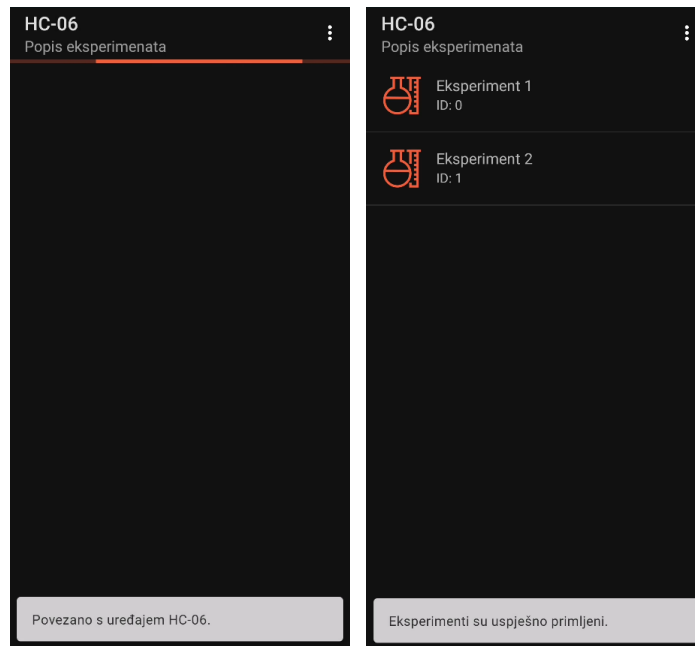 HC-06
Popis eksperimenata
Povezano s uređajem HC-06.
HC-06
Popis eksperimenata
Eksperiment 1
ID: 0
Eksperiment 2
ID: 1
Eksperimenti su uspješno primljeni.